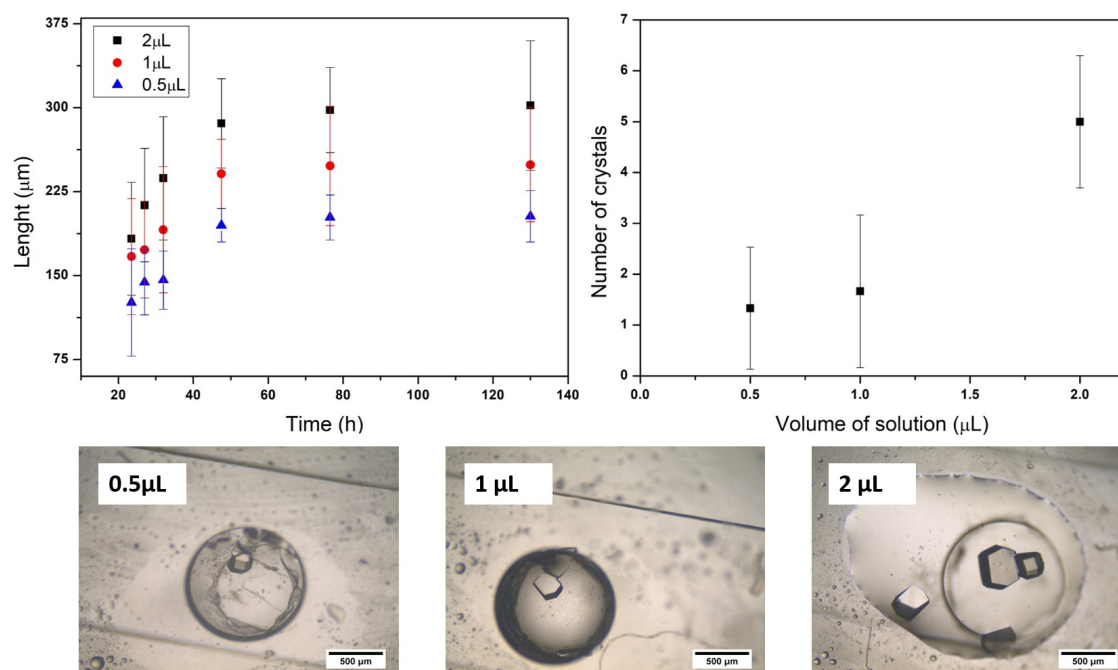 2μL
1μL
0.5μL
375
300
225
150
75
Lenght (μm)
20 40 60 80 100 120 140
Time (h)
7
6
5
4
3
2
1
0
Number of crystals
0.0 0.5 1.0 1.5 2.0
Volume of solution (μL)
0.5μL
500 μm
1 μL
500 μm
2 μL
500 μm